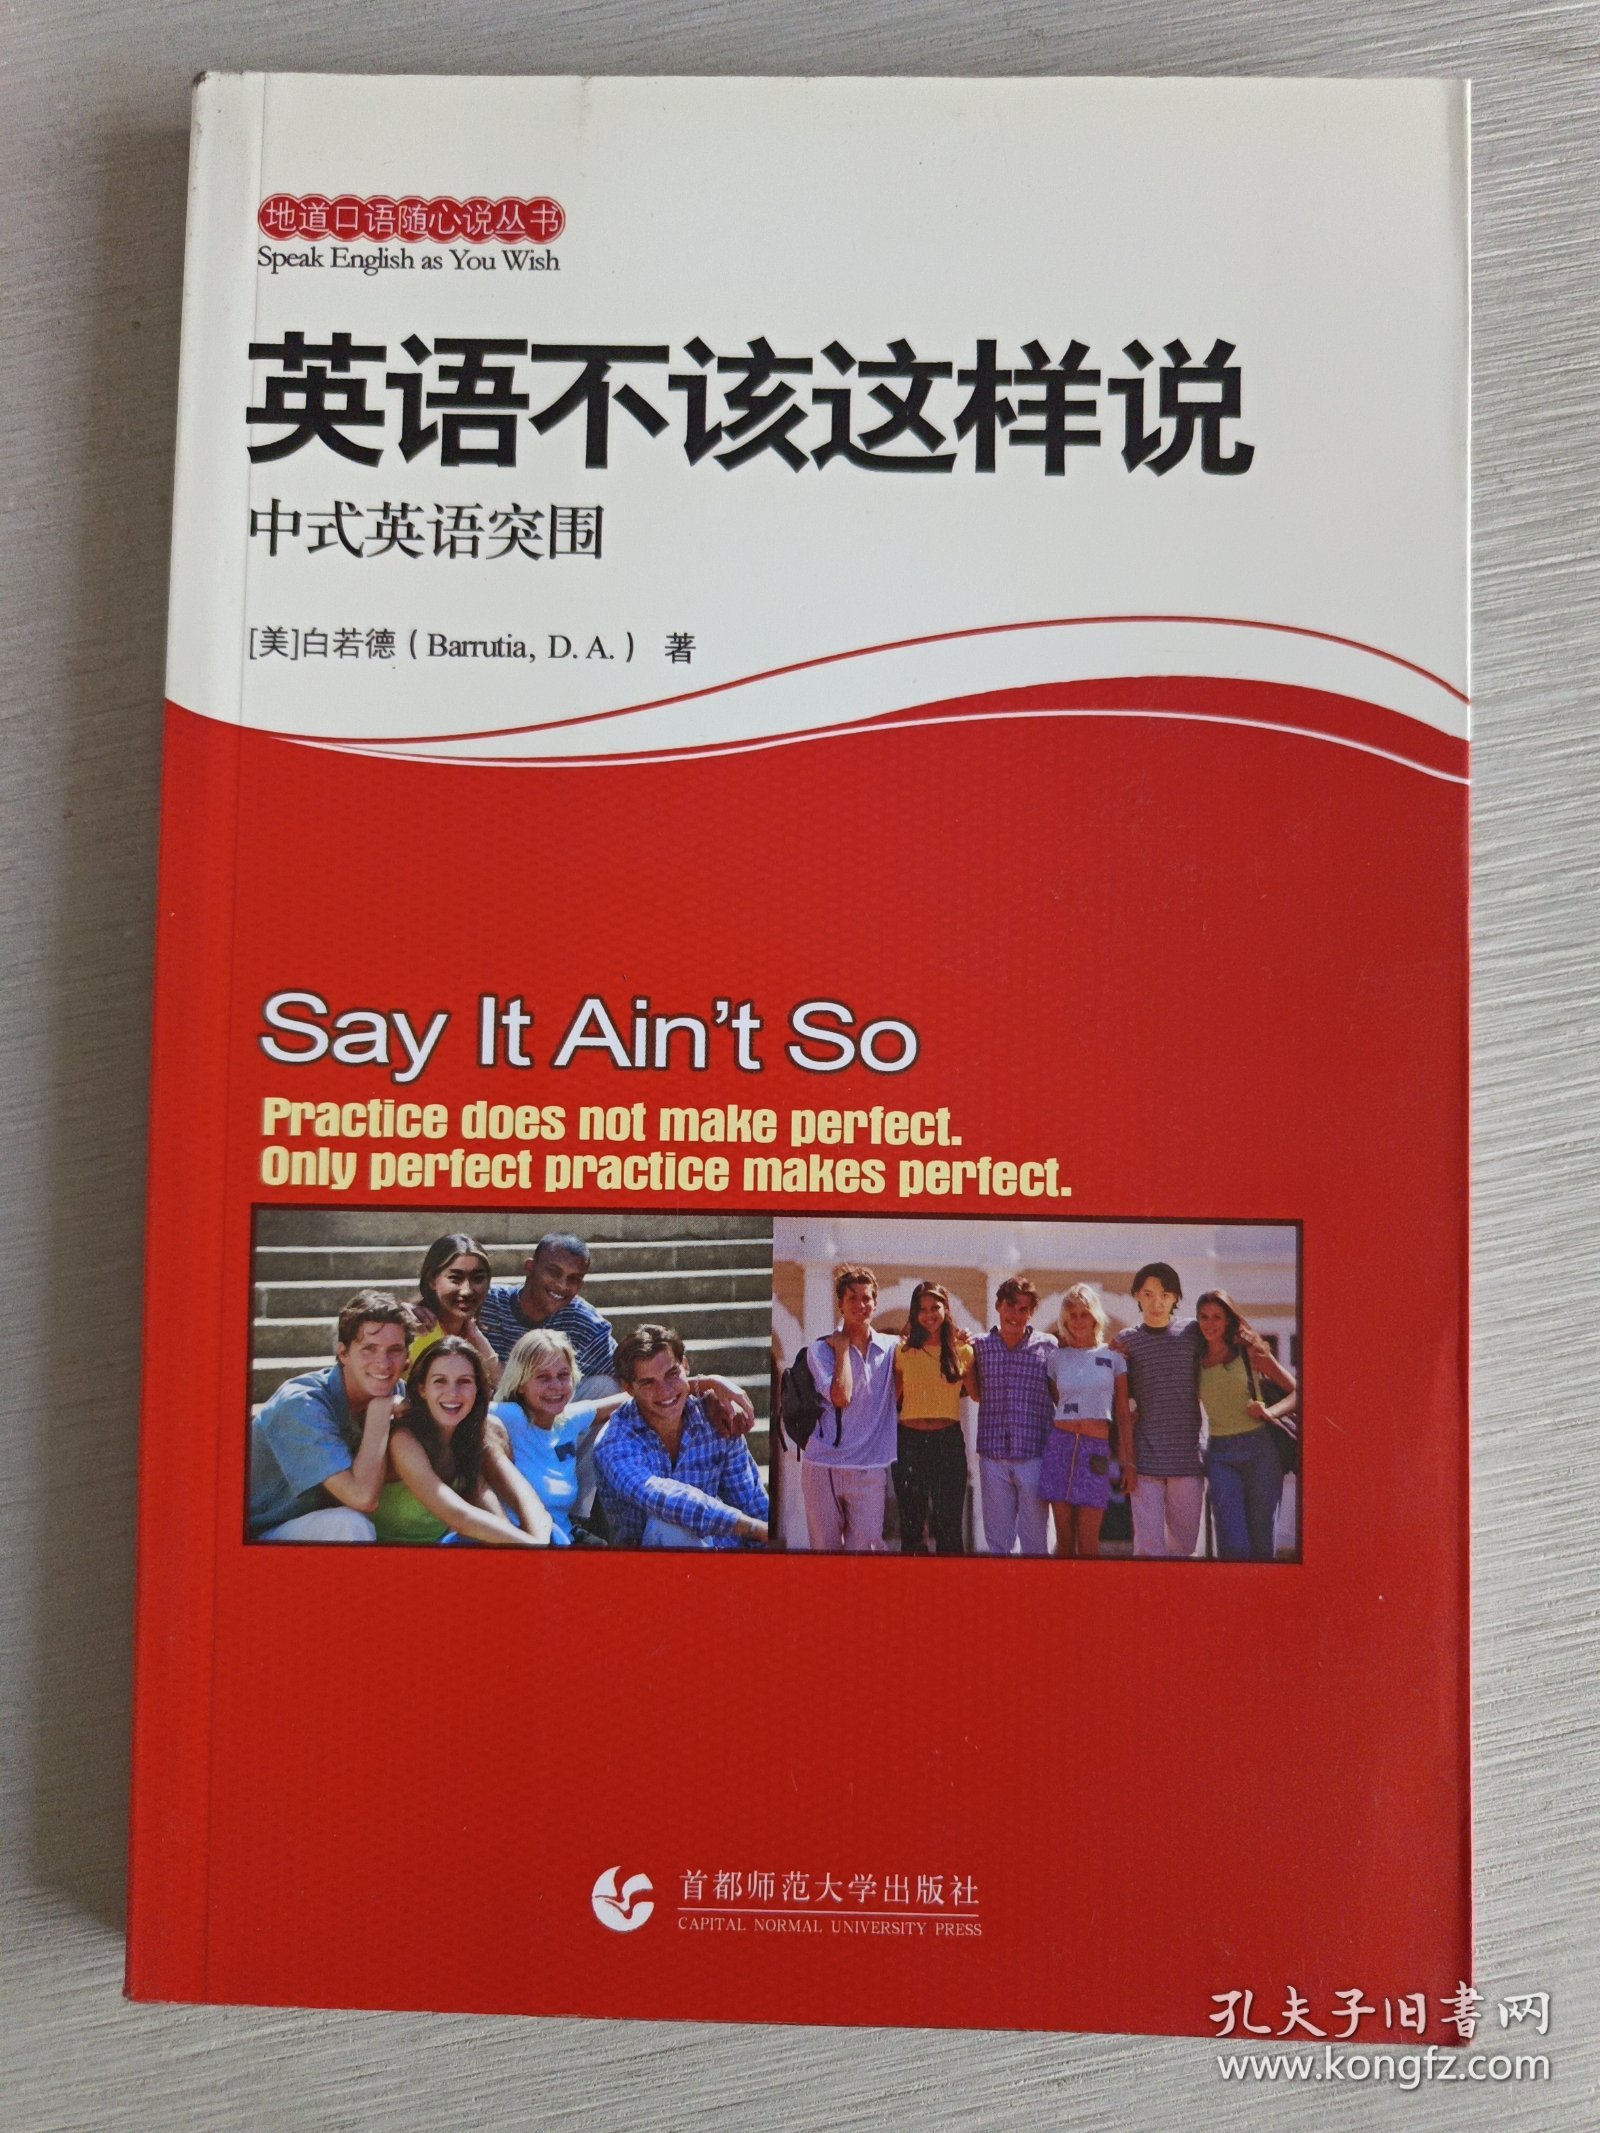 地道口语随心说丛书
Speak English as You Wish
英语不该这样说
中式英语突围
[美]白若德（Barrutia, D. A.） 著
Say It Ain't So
Practice does not make perfect.
Only perfect practice makes perfect.
首都师范大学出版社
CAPITAL NORMAL UNIVERSITY PRESS
孔夫子旧書网
www.kongfz.com